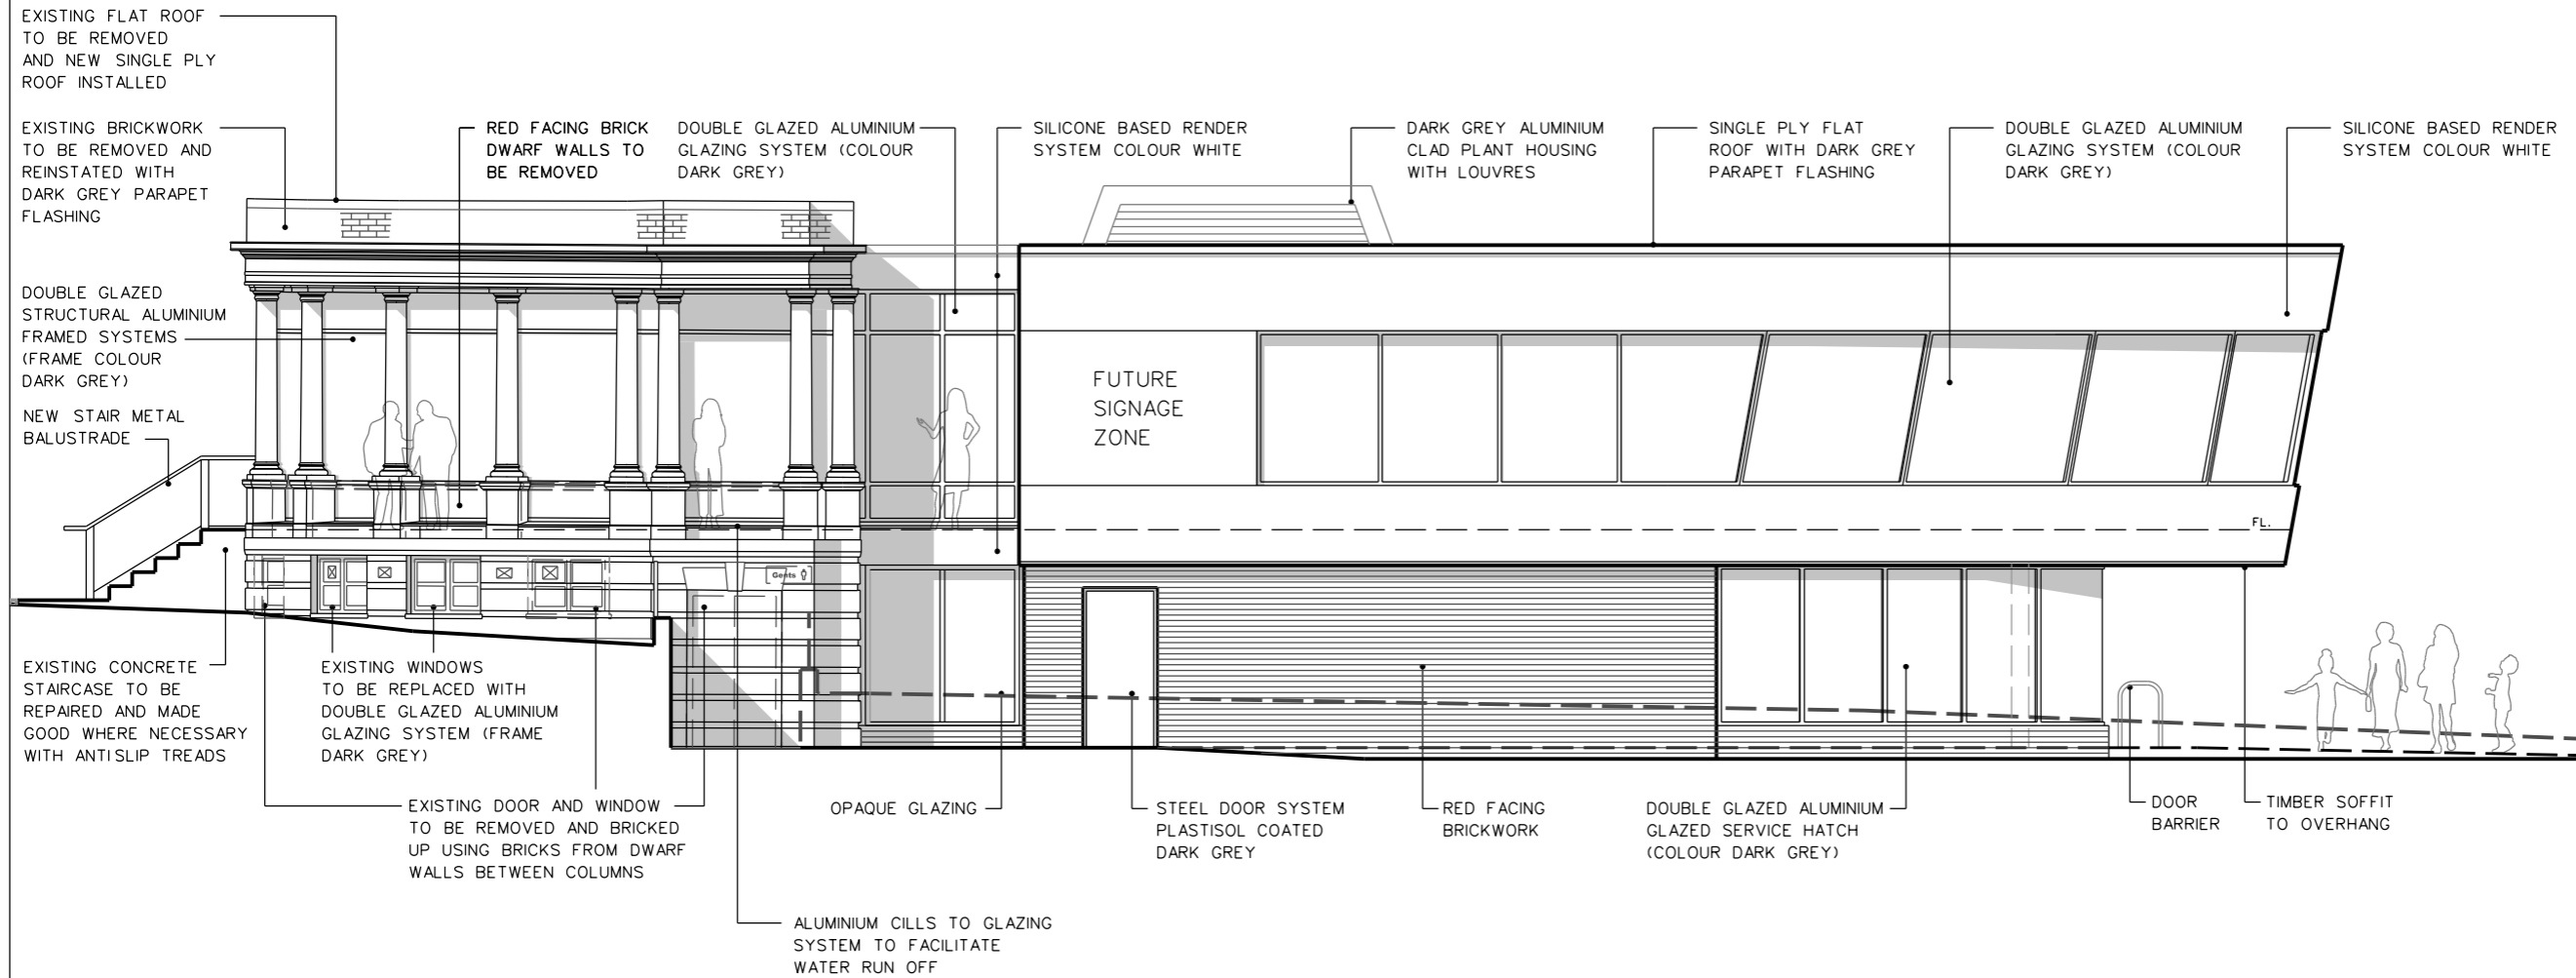 EXISTING FLAT ROOF
TO BE REMOVED
AND NEW SINGLE PLY
ROOF INSTALLED
EXISTING BRICKWORK
TO BE REMOVED AND
REINSTATED WITH
DARK GREY PARAPET
FLASHING
RED FACING BRICK
DWARF WALLS TO
BE REMOVED
DOUBLE GLAZED ALUMINIUM
GLAZING SYSTEM (COLOUR
DARK GREY)
SILICONE BASED RENDER
SYSTEM COLOUR WHITE
DARK GREY ALUMINIUM
CLAD PLANT HOUSING
WITH LOUVRES
SINGLE PLY FLAT
ROOF WITH DARK GREY
PARAPET FLASHING
DOUBLE GLAZED ALUMINIUM
GLAZING SYSTEM (COLOUR
DARK GREY)
SILICONE BASED RENDER
SYSTEM COLOUR WHITE
DOUBLE GLAZED
STRUCTURAL ALUMINIUM
FRAMED SYSTEMS
(FRAME COLOUR
DARK GREY)
NEW STAIR METAL
BALUSTRADE
FUTURE
SIGNAGE
ZONE
FL.
Gents
EXISTING CONCRETE
STAIRCASE TO BE
REPAIRED AND MADE
GOOD WHERE NECESSARY
WITH ANTISLIP TREADS
EXISTING WINDOWS
TO BE REPLACED WITH
DOUBLE GLAZED ALUMINIUM
GLAZING SYSTEM (FRAME
DARK GREY)
EXISTING DOOR AND WINDOW
TO BE REMOVED AND BRICKED
UP USING BRICKS FROM DWARF
WALLS BETWEEN COLUMNS
OPAQUE GLAZING
STEEL DOOR SYSTEM
PLASTISOL COATED
DARK GREY
RED FACING
BRICKWORK
DOUBLE GLAZED ALUMINIUM
GLAZED SERVICE HATCH
(COLOUR DARK GREY)
DOOR
BARRIER
TIMBER SOFFIT
TO OVERHANG
ALUMINIUM CILLS TO GLAZING
SYSTEM TO FACILITATE
WATER RUN OFF